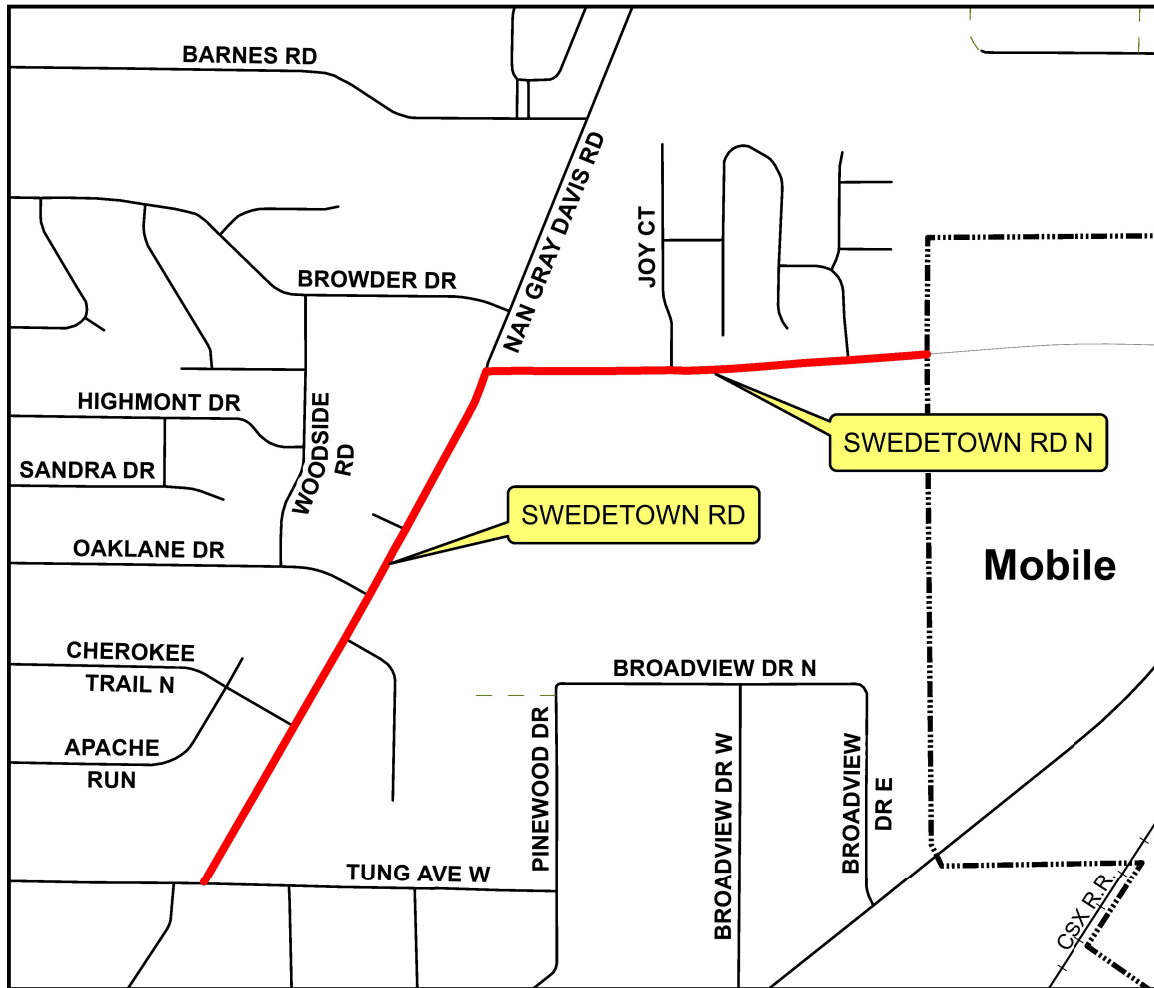 BARNES RD
NAN GRAY DAVIS RD
JOY CT
BROWDER DR
HIGHMONT DR
WOODSIDE
RD
SWEDETOWN RD N
SANDRA DR
SWEDETOWN RD
OAKLANE DR
Mobile
CHEROKEE
TRAIL N
BROADVIEW DR N
APACHE
RUN
PINEWOOD DR
BROADVIEW DR W
BROADVIEW
DR E
TUNG AVE W
CSX R.R.